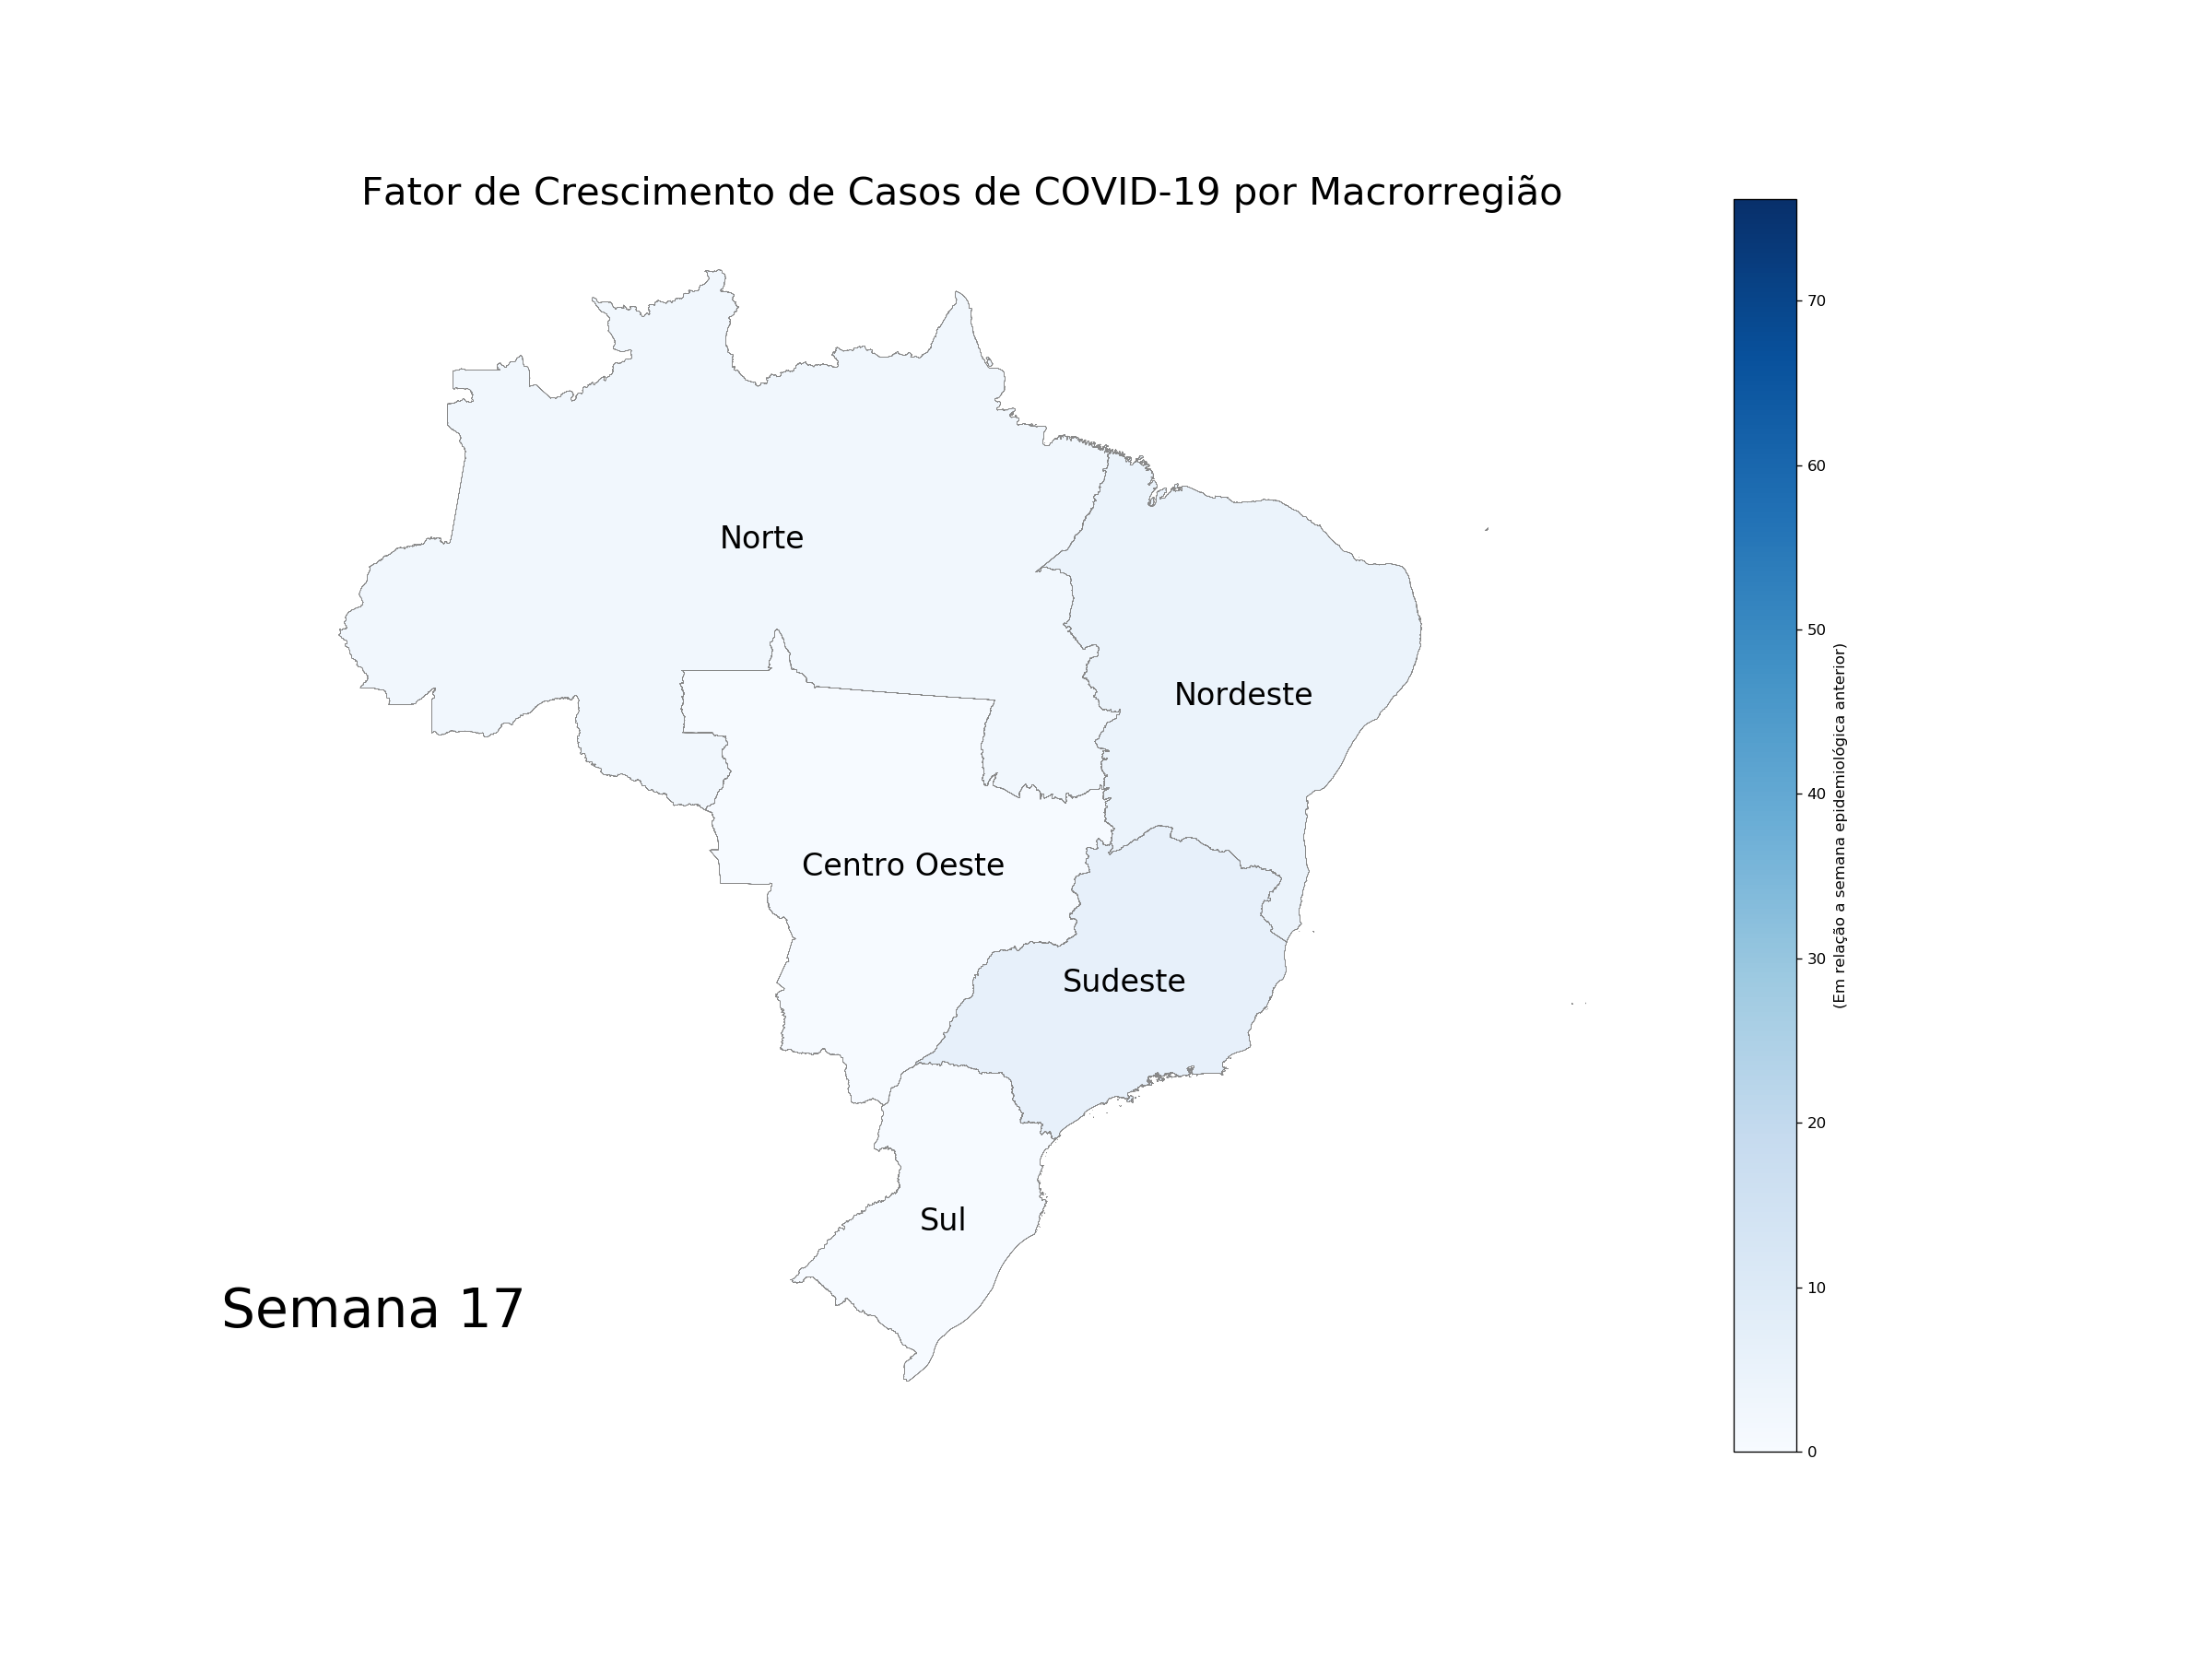 Fator de Crescimento de Casos de COVID-19 por Macrorregião
Norte
Nordeste
Centro Oeste
Sudeste
Sul
Semana 17
70
60
50
40
30
20
10
0
(Em relação a semana epidemiológica anterior)